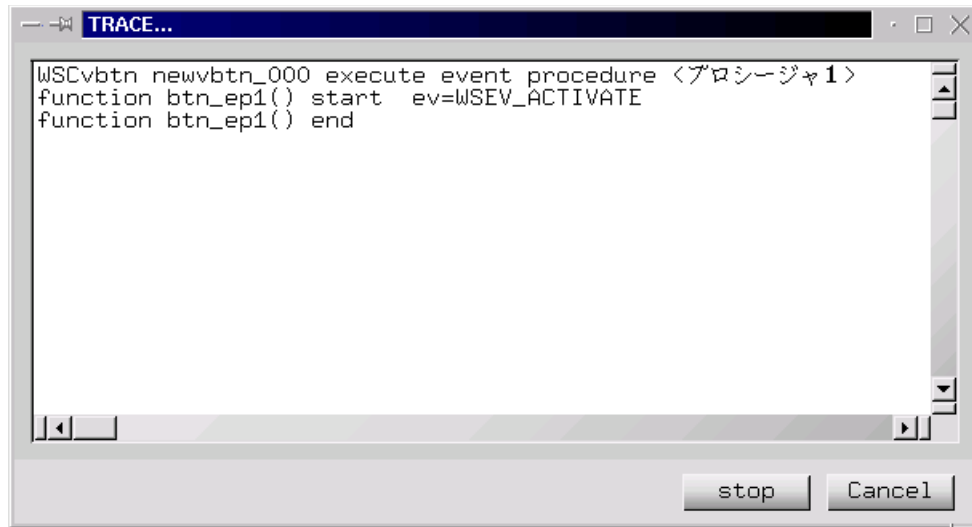 TRACE...
WSCvbtn newvbtn_000 execute event procedure <プロシージャ1>
function btn_ep1() start  ev=WSEV_ACTIVATE
function btn_ep1() end
stop
Cancel